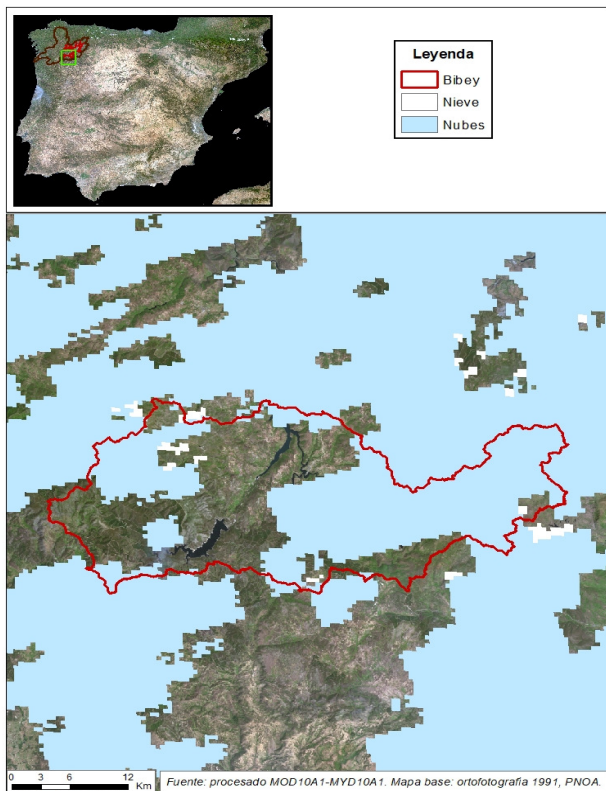 Leyenda
Bibey
Nieve
Nubes
0 3 6 12
Km
Fuente: procesado MOD10A1-MYD10A1. Mapa base: ortofotografía 1991, PNOA.